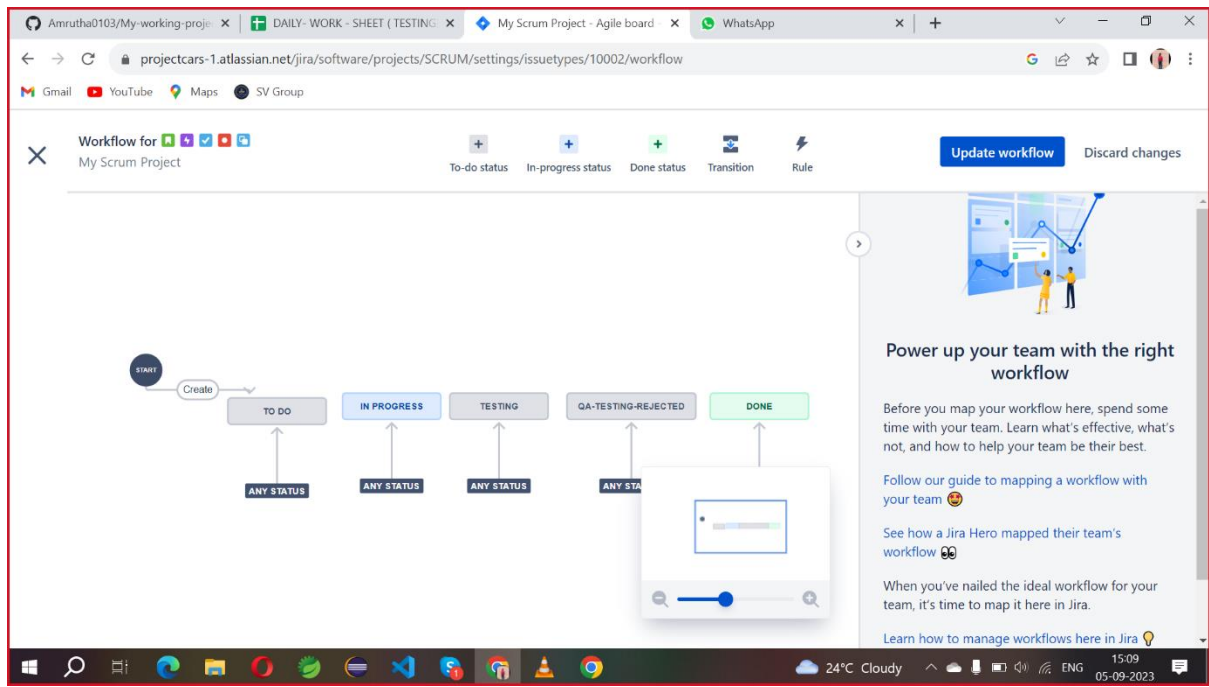 Amrutha0103/My-working-proje
DAILY- WORK - SHEET ( TESTING
My Scrum Project - Agile board -
WhatsApp
projectcars-1.atlassian.net/jira/software/projects/SCRUM/settings/issuetypes/10002/workflow
Gmail
YouTube
Maps
SV Group
Workflow for
My Scrum Project
To-do status
In-progress status
Done status
Transition
Rule
Update workflow
Discard changes
START
Create
TO DO
IN PROGRESS
TESTING
QA-TESTING-REJECTED
DONE
ANY STATUS
ANY STATUS
ANY STATUS
ANY STA
Power up your team with the right
workflow
Before you map your workflow here, spend some
time with your team. Learn what's effective, what's
not, and how to help your team be their best.
Follow our guide to mapping a workflow with
your team 🤩
See how a Jira Hero mapped their team's
workflow 👀
When you've nailed the ideal workflow for your
team, it's time to map it here in Jira.
Learn how to manage workflows here in Jira 💡
24°C Cloudy
ENG
15:09
05-09-2023